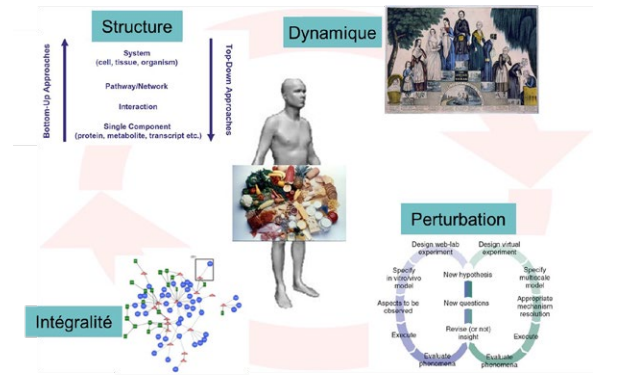 Structure
Bottom-Up Approaches
System
(cell, tissue, organism)
Pathway/Network
Interaction
Single Component
(protein, metabolite, transcript etc.)
Top-Down Approaches
Dynamique
Perturbation
Design web-lab
experiment
Design virtual
experiment
Specify
in vitro/vivo
model
New hypothesis
Specify
multiscale
model
Aspects to be
observed
New questions
Appropriate
mechanism
resolution
Execute
Revise (or not)
insight
Execute
Evaluate
phenomena
Evaluate
phenomena
Intégralité